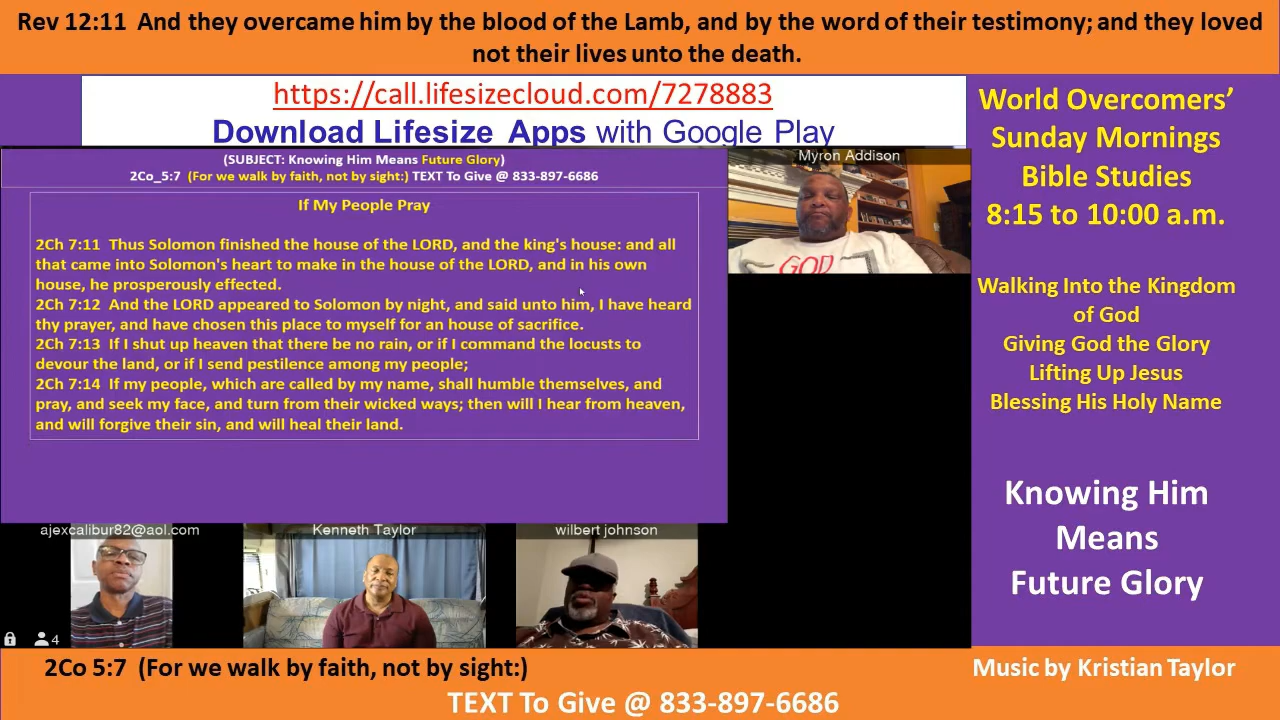 Rev 12:11  And they overcame him by the blood of the Lamb, and by the word of their testimony; and they loved
not their lives unto the death.
https://call.lifesizecloud.com/7278883
Download Lifesize Apps with Google Play
(SUBJECT: Knowing Him Means Future Glory)
2Co_5:7  (For we walk by faith, not by sight:) TEXT To Give @ 833-897-6686
If My People Pray
2Ch 7:11  Thus Solomon finished the house of the LORD, and the king's house: and all
that came into Solomon's heart to make in the house of the LORD, and in his own
house, he prosperously effected.
2Ch 7:12  And the LORD appeared to Solomon by night, and said unto him, I have heard
thy prayer, and have chosen this place to myself for an house of sacrifice.
2Ch 7:13  If I shut up heaven that there be no rain, or if I command the locusts to
devour the land, or if I send pestilence among my people;
2Ch 7:14  If my people, which are called by my name, shall humble themselves, and
pray, and seek my face, and turn from their wicked ways; then will I hear from heaven,
and will forgive their sin, and will heal their land.
Myron Addison
GOD
ajexcalibur82@aol.com
Kenneth Taylor
wilbert johnson
4
World Overcomers'
Sunday Mornings
Bible Studies
8:15 to 10:00 a.m.
Walking Into the Kingdom
of God
Giving God the Glory
Lifting Up Jesus
Blessing His Holy Name
Knowing Him
Means
Future Glory
2Co 5:7  (For we walk by faith, not by sight:)
Music by Kristian Taylor
TEXT To Give @ 833-897-6686